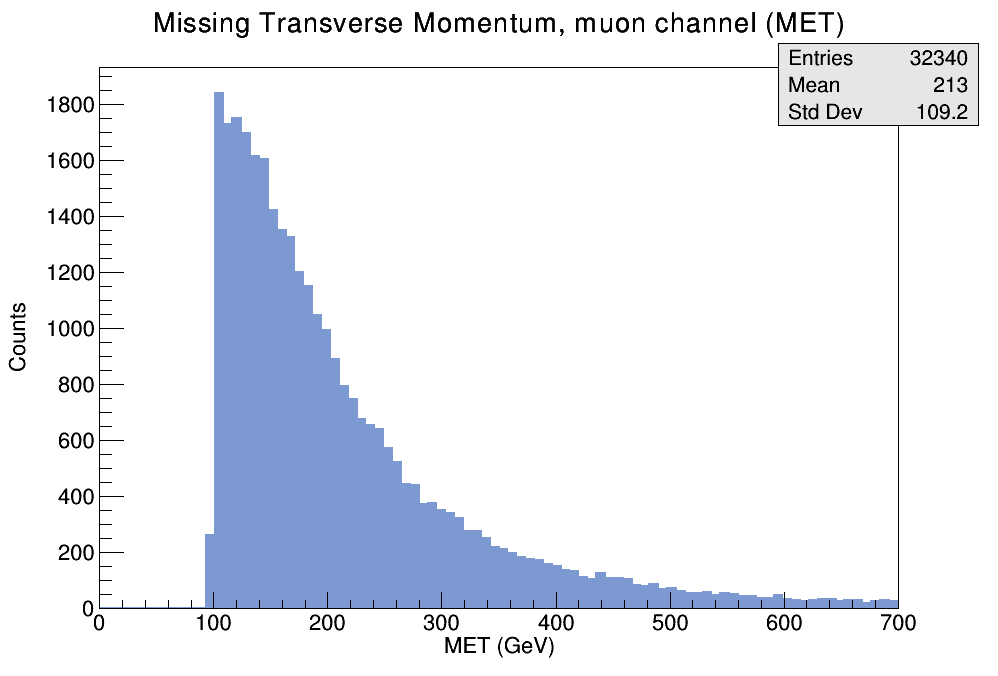 Missing Transverse Momentum, muon channel (MET)
Entries 32340
Mean 213
Std Dev 109.2
1800
1600
1400
1200
1000
800
600
400
200
0
Counts
0 100 200 300 400 500 600 700
MET (GeV)